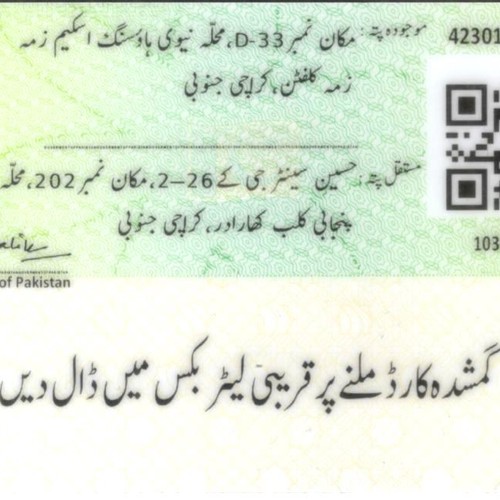 موجودہ پتہ: مکان نمبر D-33، محلہ نیوی ہاؤسنگ اسکیم زمہ
زمہ کلفٹن، کراچی جنوبی
42301
مستقل پتہ: حسین سینٹر جی کے 26-2، مکان نمبر 202، محلہ
پنجابی کلب کھارادر، کراچی جنوبی
103
of Pakistan
گمشدہ کارڈ ملنے پر قریبی لیٹر بکس میں ڈال دیں